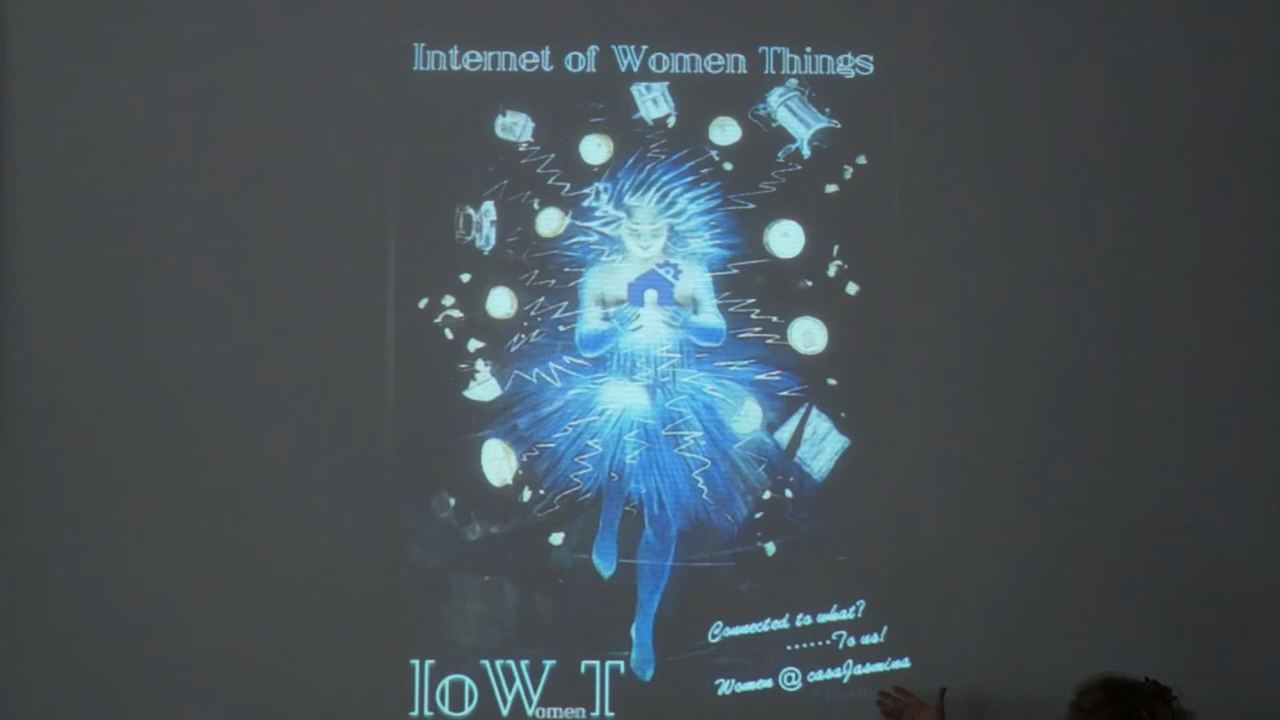 Internet of Women Things
Connected to what?
......To us!
Women @ casaJasmina
IoWomenT